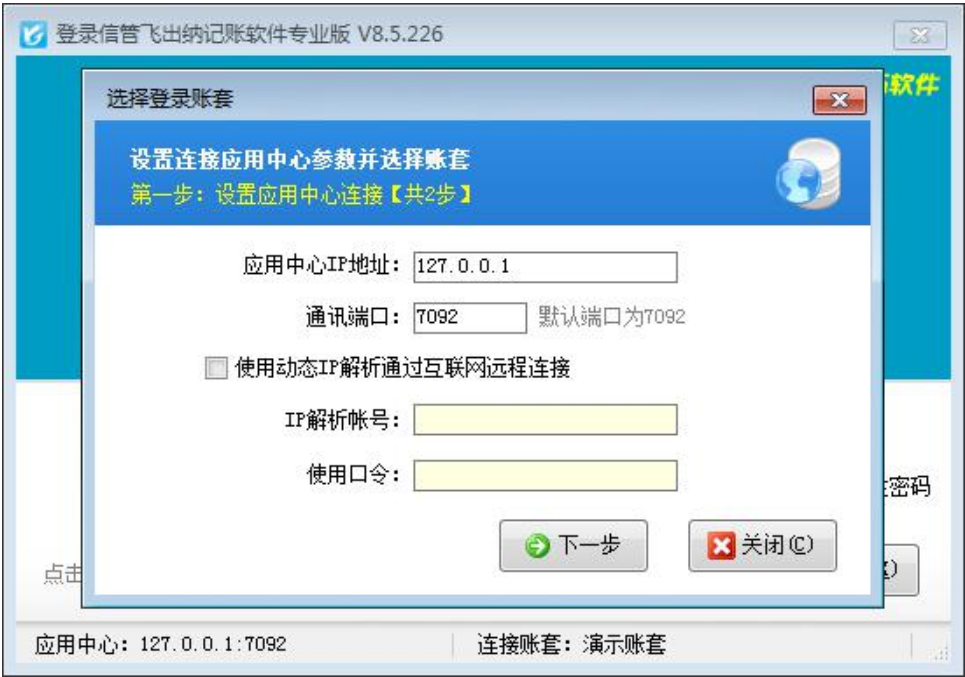 登录信管飞出纳记账软件专业版 V8.5.226
软件
选择登录账套
设置连接应用中心参数并选择账套
第一步：设置应用中心连接【共2步】
应用中心IP地址：127.0.0.1
通讯端口：7092 默认端口为7092
使用动态IP解析通过互联网远程连接
IP解析帐号：
使用口令：
密码
下一步 关闭(C)
点击
应用中心：127.0.0.1:7092 连接账套：演示账套